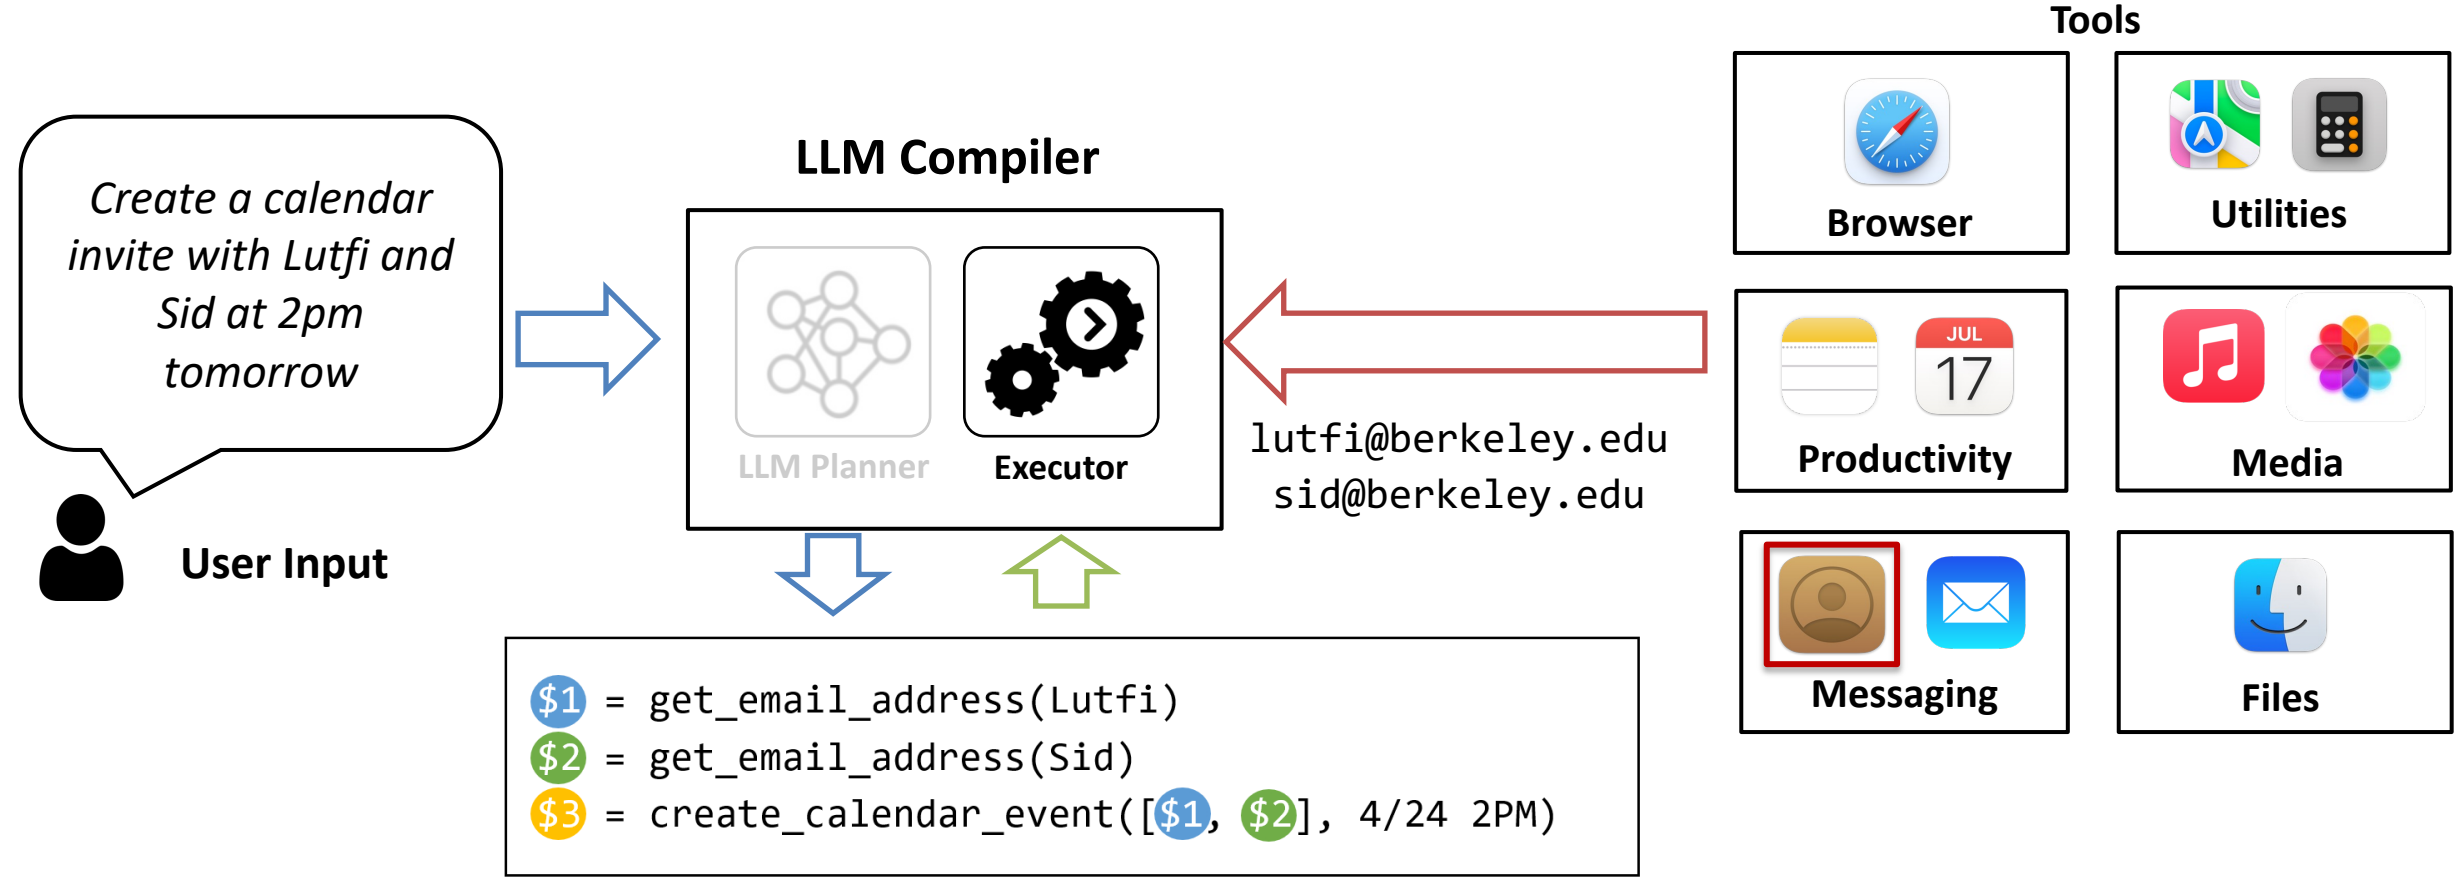 Create a calendar
invite with Lutfi and
Sid at 2pm
tomorrow
User Input
LLM Compiler
LLM Planner
Executor
lutfi@berkeley.edu
sid@berkeley.edu
$1 = get_email_address(Lutfi)
$2 = get_email_address(Sid)
$3 = create_calendar_event([$1, $2], 4/24 2PM)
Tools
Browser
Utilities
JUL
17
Productivity
Media
Messaging
Files